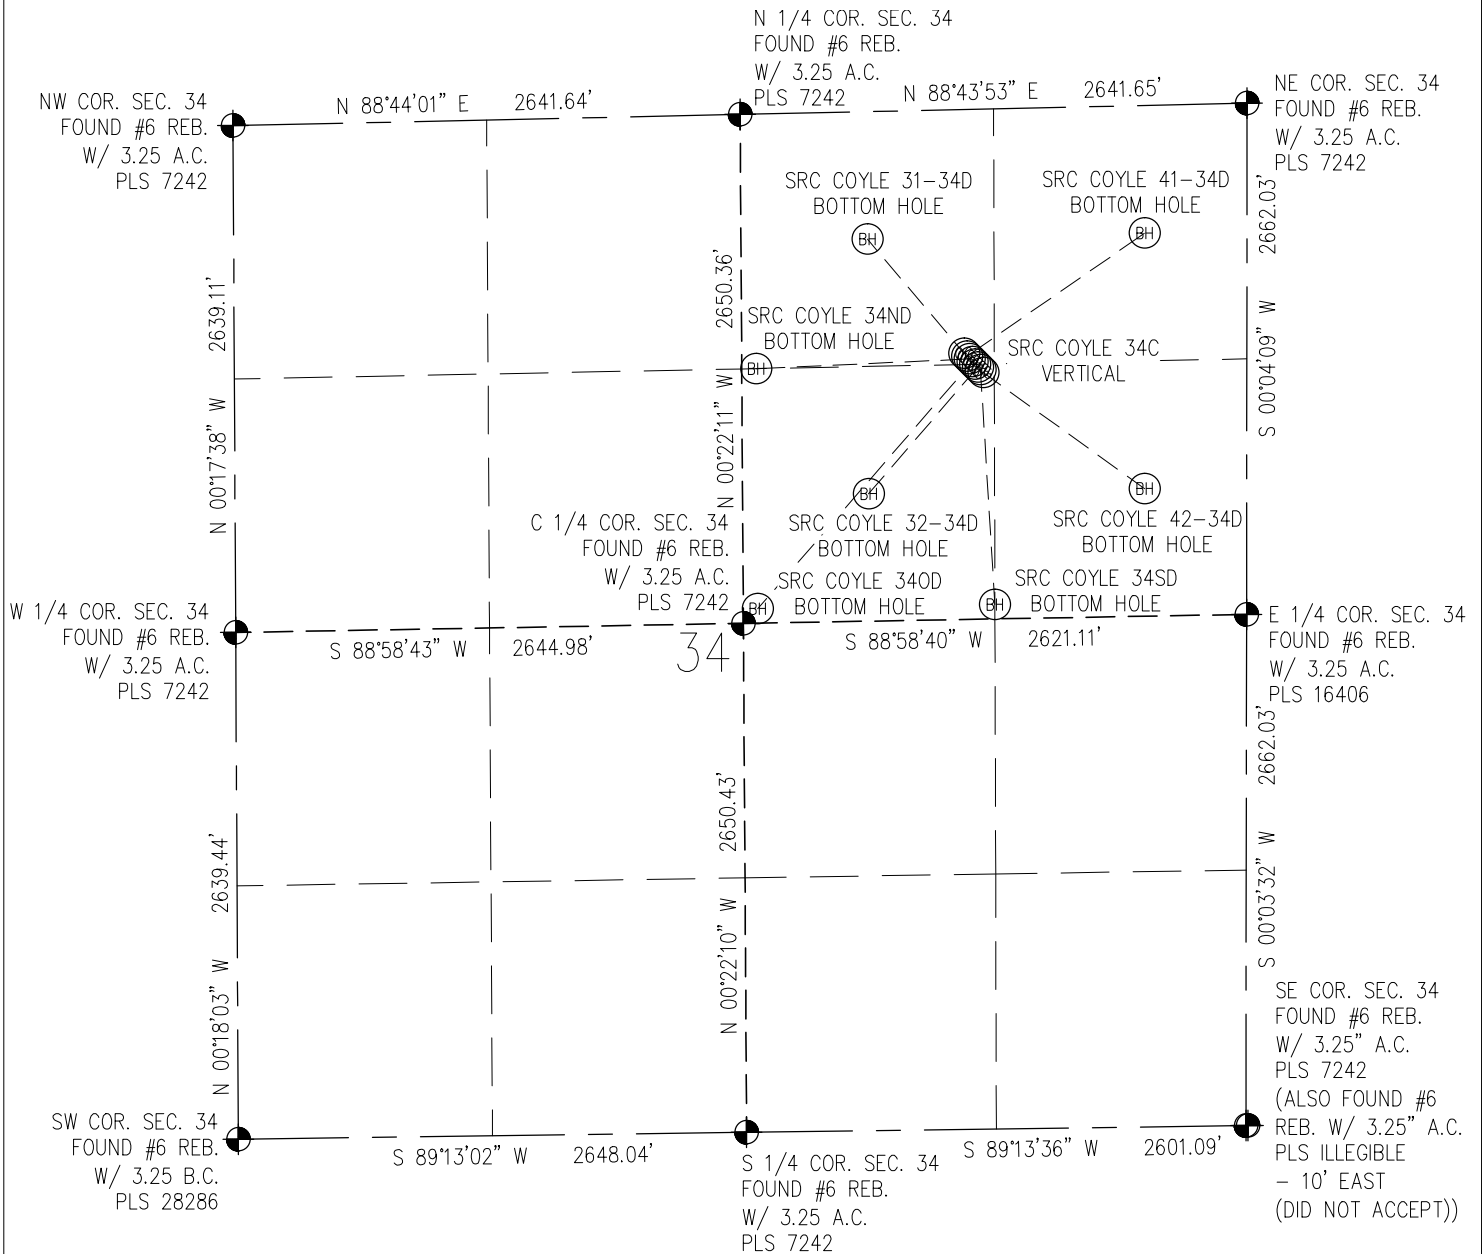 N 1/4 COR. SEC. 34
FOUND #6 REB.
W/ 3.25 A.C.
PLS 7242
NW COR. SEC. 34
FOUND #6 REB.
W/ 3.25 A.C.
PLS 7242
N 88°44'01" E
2641.64'
N 88°43'53" E
2641.65'
NE COR. SEC. 34
FOUND #6 REB.
W/ 3.25 A.C.
PLS 7242
SRC COYLE 31-34D
BOTTOM HOLE
BH
SRC COYLE 41-34D
BOTTOM HOLE
BH
2662.03'
S 00°04'09" W
2639.11'
N 00°17'38" W
2650.36'
N 00°22'11" W
SRC COYLE 34ND
BOTTOM HOLE
BH
SRC COYLE 34C
VERTICAL
BH
SRC COYLE 32-34D
BOTTOM HOLE
BH
SRC COYLE 42-34D
BOTTOM HOLE
C 1/4 COR. SEC. 34
FOUND #6 REB.
W/ 3.25 A.C.
PLS 7242
BH
SRC COYLE 34OD
BOTTOM HOLE
BH
SRC COYLE 34SD
BOTTOM HOLE
W 1/4 COR. SEC. 34
FOUND #6 REB.
W/ 3.25 A.C.
PLS 7242
S 88°58'43" W
2644.98'
34
S 88°58'40" W
2621.11'
E 1/4 COR. SEC. 34
FOUND #6 REB.
W/ 3.25 A.C.
PLS 16406
2639.44'
N 00°18'03" W
2650.43'
N 00°22'10" W
2662.03'
S 00°03'32" W
SW COR. SEC. 34
FOUND #6 REB.
W/ 3.25 B.C.
PLS 28286
S 89°13'02" W
2648.04'
S 1/4 COR. SEC. 34
FOUND #6 REB.
W/ 3.25 A.C.
PLS 7242
S 89°13'36" W
2601.09'
SE COR. SEC. 34
FOUND #6 REB.
W/ 3.25" A.C.
PLS 7242
(ALSO FOUND #6
REB. W/ 3.25" A.C.
PLS ILLEGIBLE
- 10' EAST
(DID NOT ACCEPT))